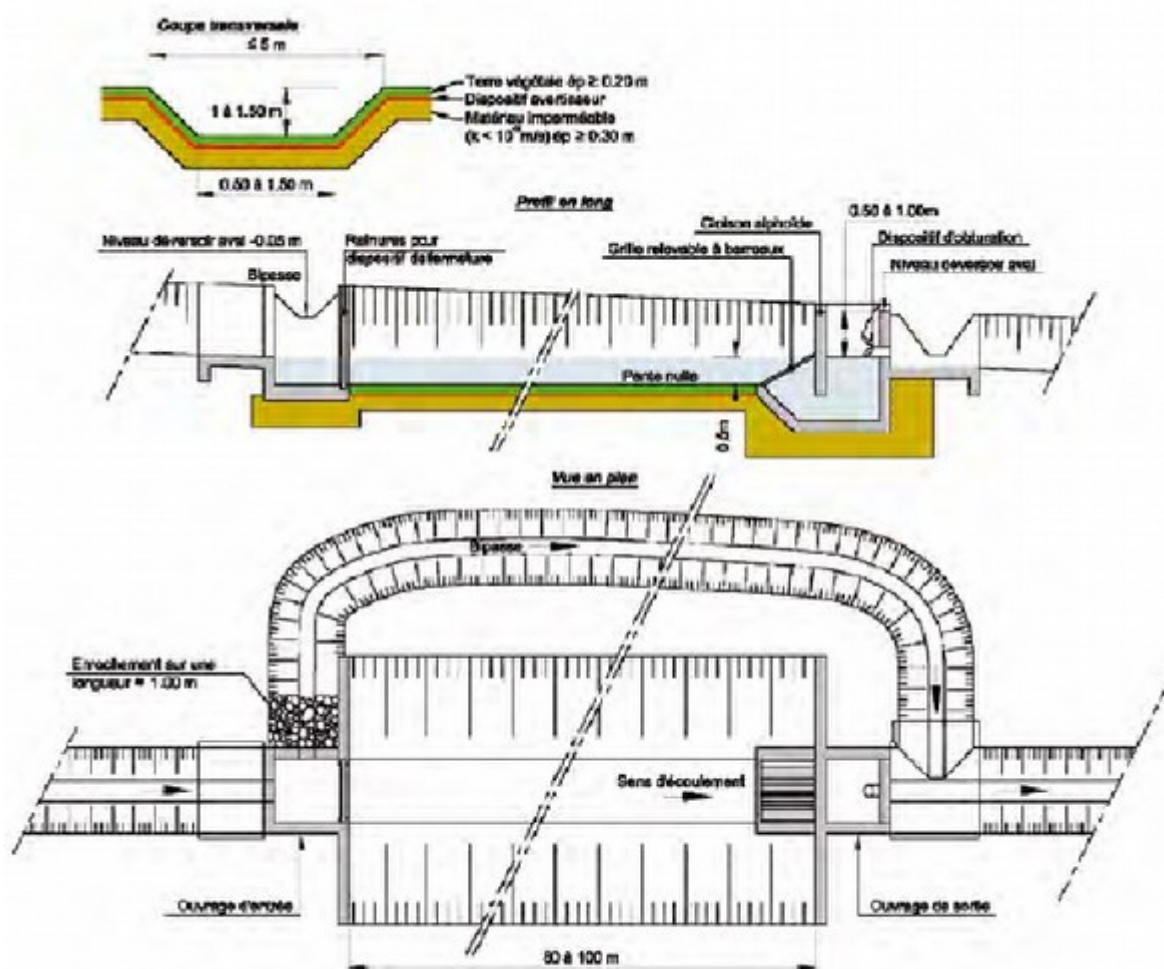 Coupe transversale
≤ 5 m
Terre végétale ép ≥ 0.20 m
Dispositif avertisseur
1 à 1.50 m
Matériau imperméable
(k < 10 m/s) ép ≥ 0.30 m
0.50 à 1.50 m
Profil en long
Cloison siphoïde
0.50 à 1.00m
Niveau déversoir aval -0.05 m
Rainures pour
dispositif de fermeture
Grille relevable à barreaux
Dispositif d'obturation
Niveau déversoir aval
Bipasse
Pente nulle
Vue en plan
Bipasse
Enrochement sur une
longueur = 1.00 m
Sens d'écoulement
Ouvrage d'entrée
Ouvrage de sortie
à 100 m